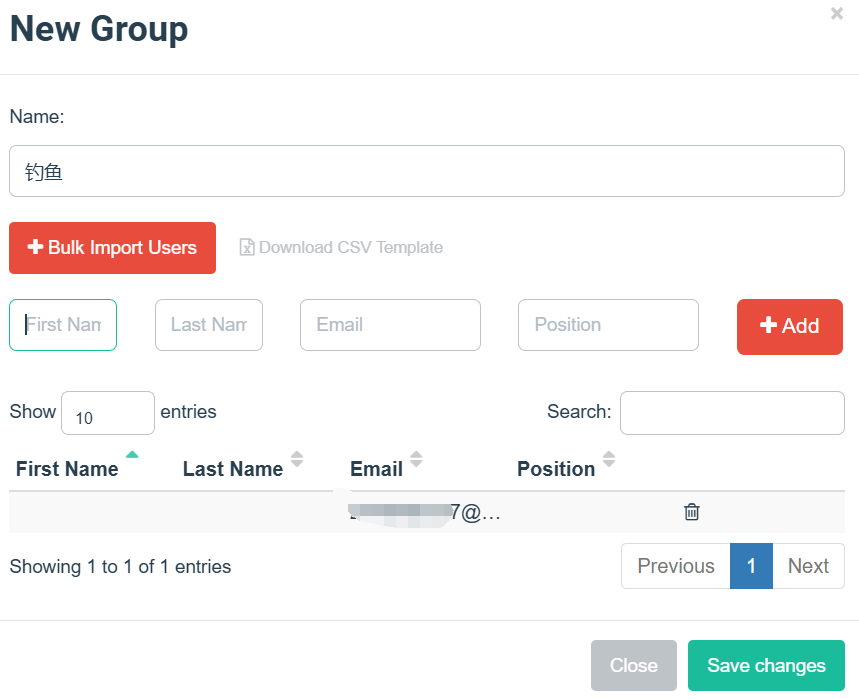 New Group
×
Name:
钓鱼
Bulk Import Users Download CSV Template
First Nam Last Nam Email Position Add
Show 10 entries Search:
First Name Last Name Email Position
7@...
Showing 1 to 1 of 1 entries Previous 1 Next
Close Save changes